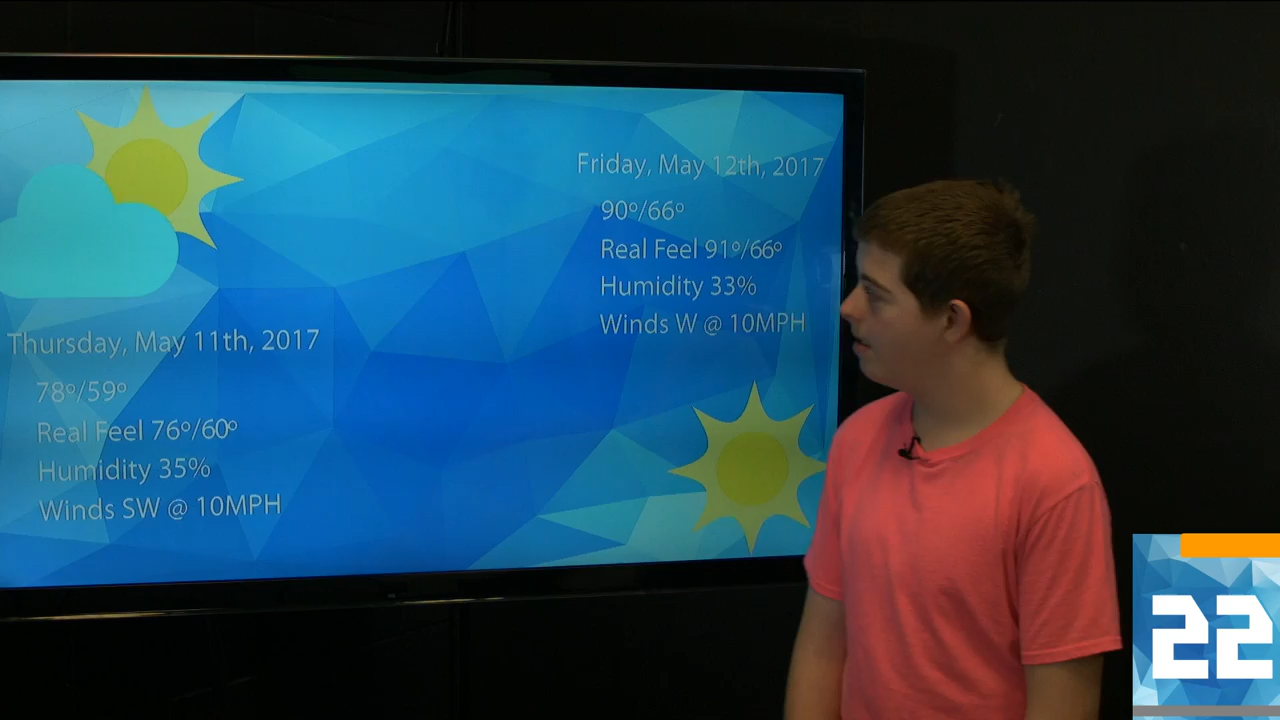 Friday, May 12th, 2017
90º/66º
Real Feel 91º/66º
Humidity 33%
Winds W @ 10MPH
Thursday, May 11th, 2017
78º/59º
Real Feel 76º/60º
Humidity 35%
Winds SW @ 10MPH
22